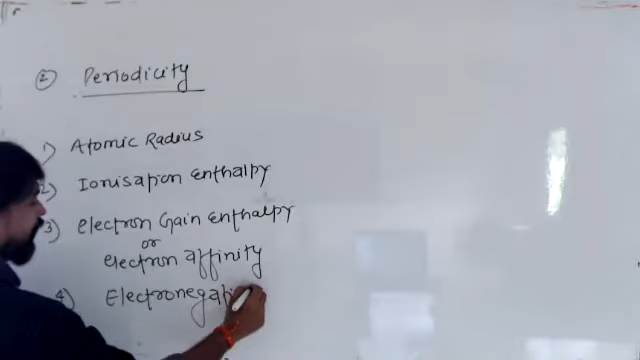 ② Periodicity
1) Atomic Radius
2) Ionisation Enthalpy
3) electron Gain enthalpy
or
electron affinity
4) Electronegati